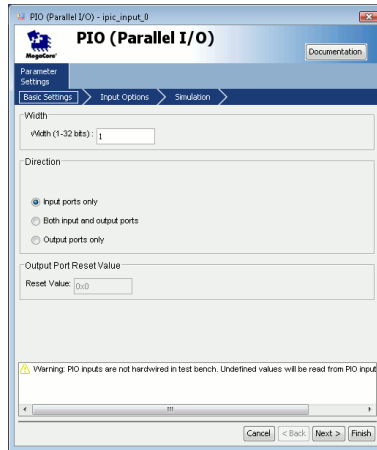 PIO (Parallel I/O) - ipic_input_0
MegaCore®
PIO (Parallel I/O)
Documentation
Parameter
Settings
Basic Settings
Input Options
Simulation
Width
Width (1-32 bits) : 1
Direction
Input ports only
Both input and output ports
Output ports only
Output Port Reset Value
Reset Value: 0x0
Warning: PIO inputs are not hardwired in test bench. Undefined values will be read from PIO input
Cancel
< Back
Next >
Finish